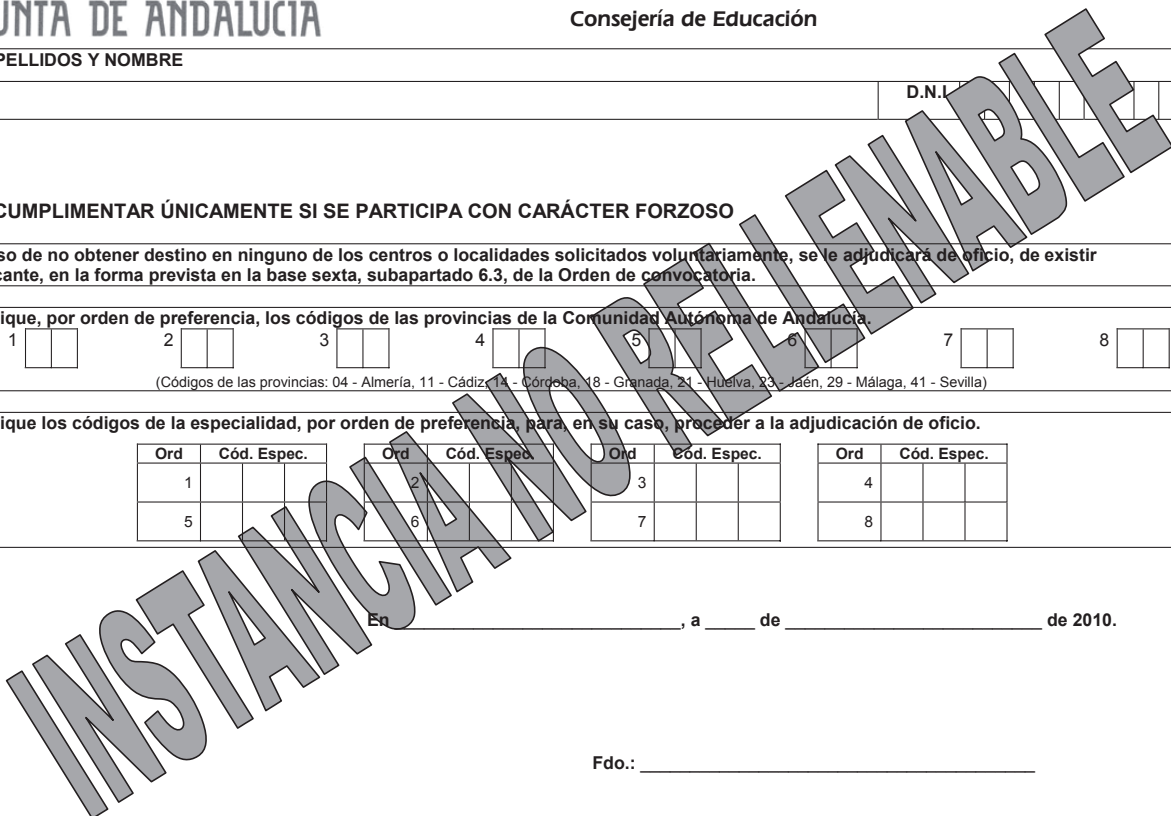 UNTA DE ANDALUCIA
Consejería de Educación
PELLIDOS Y NOMBRE
D.N.I.
CUMPLIMENTAR ÚNICAMENTE SI SE PARTICIPA CON CARÁCTER FORZOSO
so de no obtener destino en ninguno de los centros o localidades solicitados voluntariamente, se le adjudicará de oficio, de existir
cante, en la forma prevista en la base sexta, subapartado 6.3, de la Orden de convocatoria.
ique, por orden de preferencia, los códigos de las provincias de la Comunidad Autónoma de Andalucía.
1 2 3 4 5 6 7 8
(Códigos de las provincias: 04 - Almería, 11 - Cádiz, 14 - Córdoba, 18 - Granada, 21 - Huelva, 23 - Jaén, 29 - Málaga, 41 - Sevilla)
ique los códigos de la especialidad, por orden de preferencia, para, en su caso, proceder a la adjudicación de oficio.
Ord Cód. Espec. Ord Cód. Espec. Ord Cód. Espec. Ord Cód. Espec.
1 2 3 4
5 6 7 8
En ______________________________, a _____ de __________________________ de 2010.
Fdo.: ________________________________________
INSTANCIA NO RELLENABLE